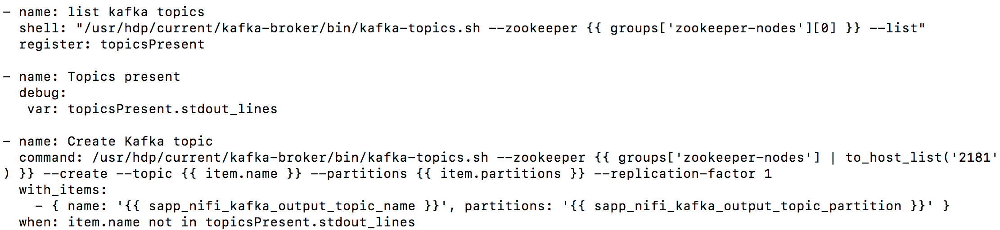 - name: list kafka topics
  shell: "/usr/hdp/current/kafka-broker/bin/kafka-topics.sh --zookeeper {{ groups['zookeeper-nodes'][0] }} --list"
  register: topicsPresent

- name: Topics present
  debug:
   var: topicsPresent.stdout_lines

- name: Create Kafka topic
  command: /usr/hdp/current/kafka-broker/bin/kafka-topics.sh --zookeeper {{ groups['zookeeper-nodes'] | to_host_list('2181'
) }} --create --topic {{ item.name }} --partitions {{ item.partitions }} --replication-factor 1
  with_items:
    - { name: '{{ sapp_nifi_kafka_output_topic_name }}', partitions: '{{ sapp_nifi_kafka_output_topic_partition }}' }
  when: item.name not in topicsPresent.stdout_lines